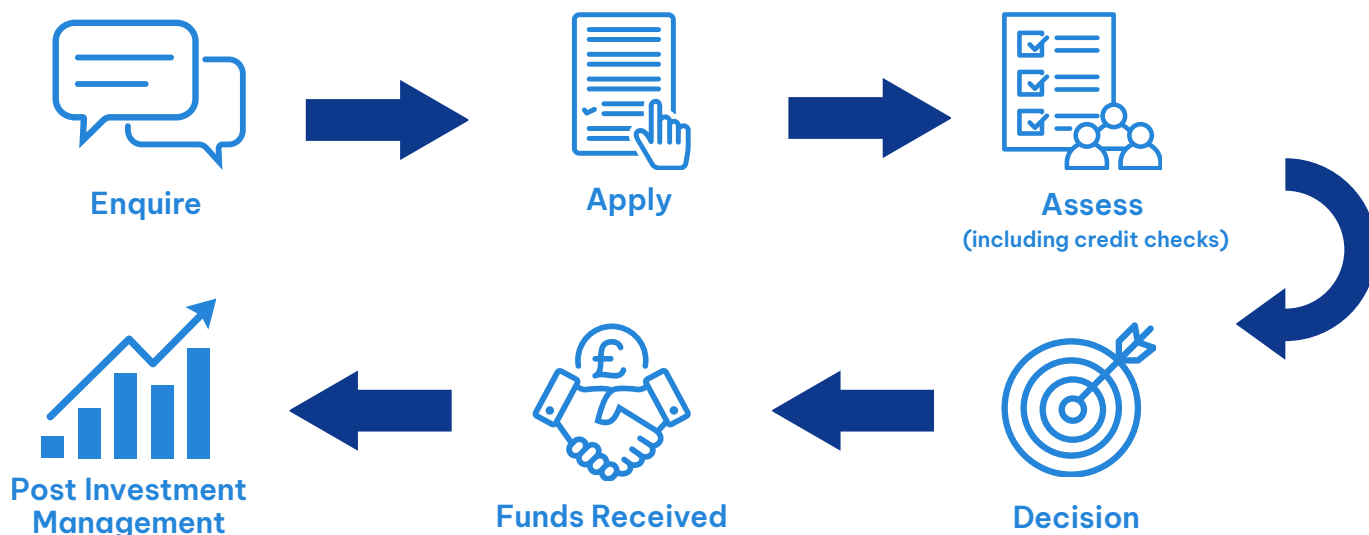 Enquire
Apply
Assess
(including credit checks)
£
Post Investment
Management
Funds Received
Decision